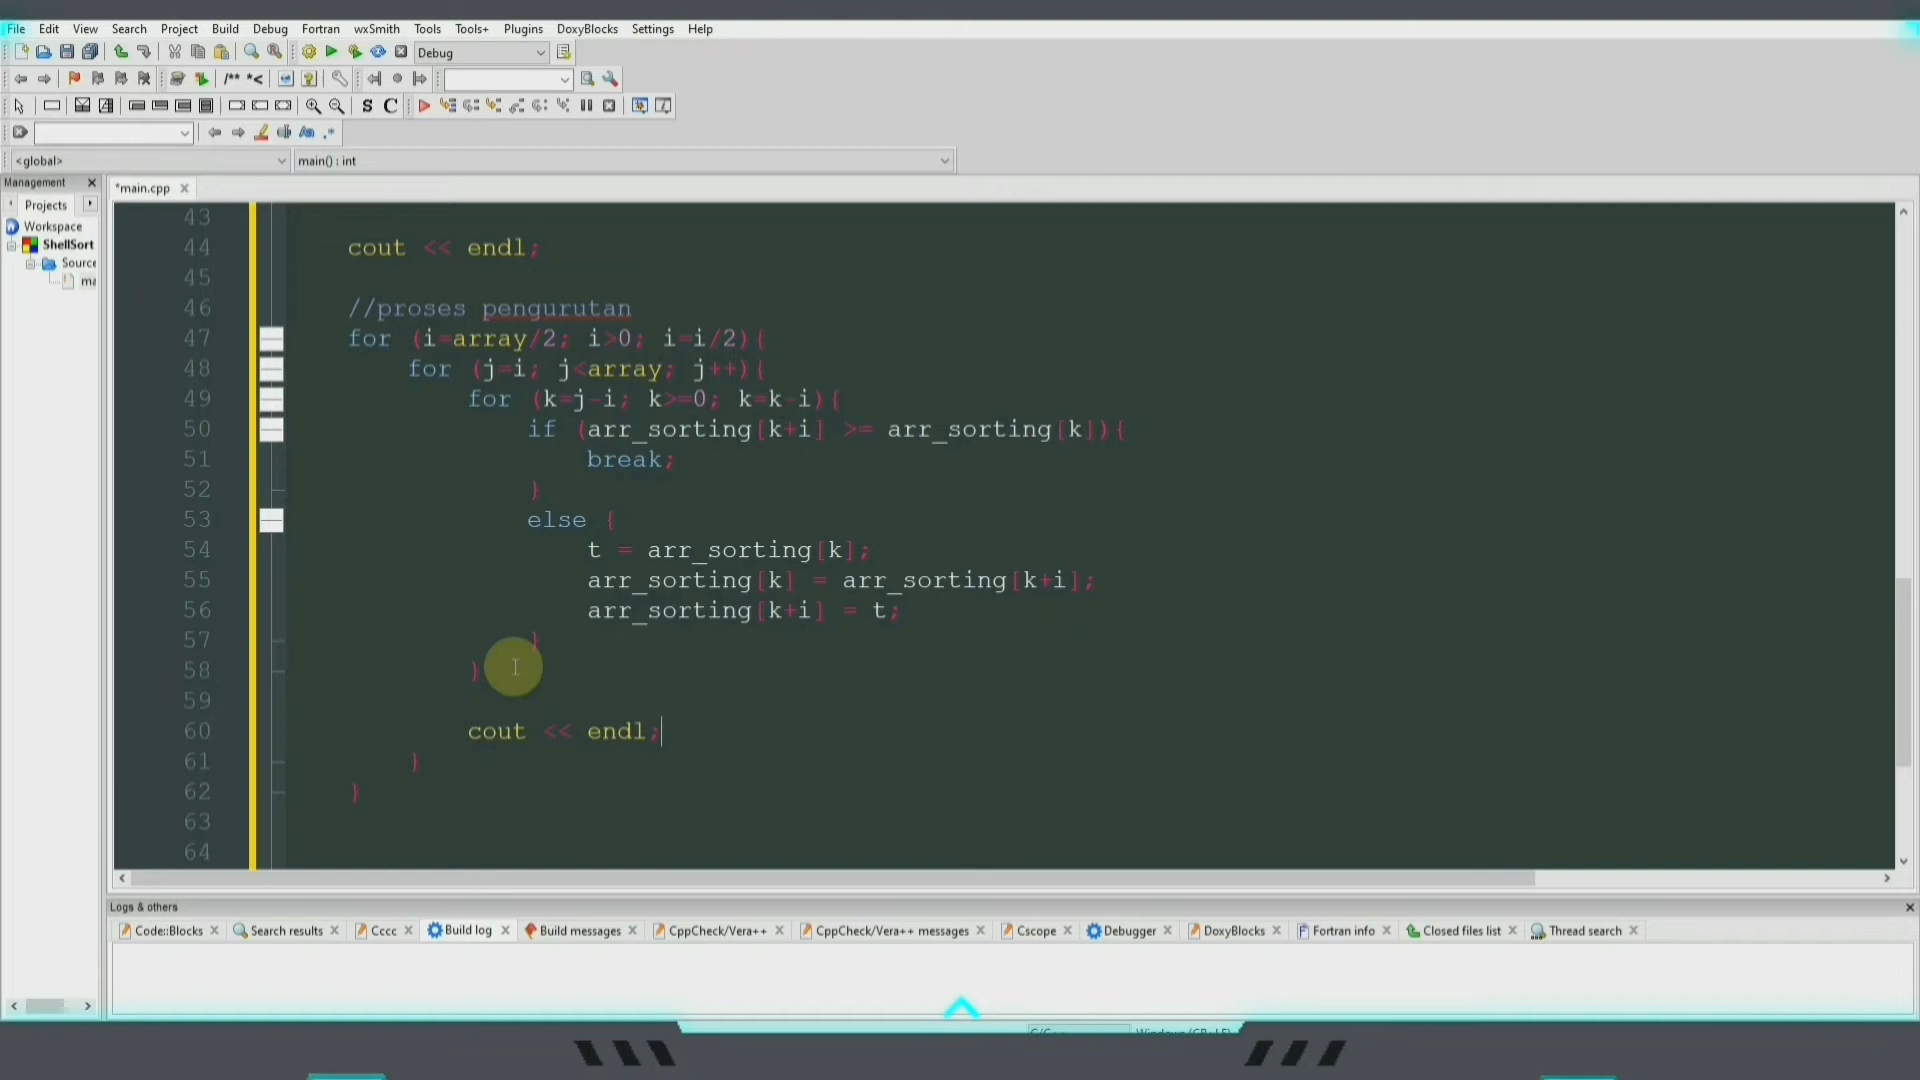 File Edit View Search Project Build Debug Fortran wxSmith Tools Tools+ Plugins DoxyBlocks Settings Help
Debug
/** *<
S C
<global> main() : int
Management
*main.cpp
Projects
Workspace
ShellSort
Source
ma
43
44 cout << endl;
45
46 //proses pengurutan
47 for (i=array/2; i>0; i=i/2){
48 for (j=i; j<array; j++){
49 for (k=j-i; k>=0; k=k-i){
50 if (arr_sorting[k+i] >= arr_sorting[k]){
51 break;
52 }
53 else {
54 t = arr_sorting[k];
55 arr_sorting[k] = arr_sorting[k+i];
56 arr_sorting[k+i] = t;
57 }
58 }
59
60 cout << endl;
61 }
62 }
63
64
Logs & others
Code::Blocks Search results Cccc Build log Build messages CppCheck/Vera++ CppCheck/Vera++ messages Cscope Debugger DoxyBlocks Fortran info Closed files list Thread search